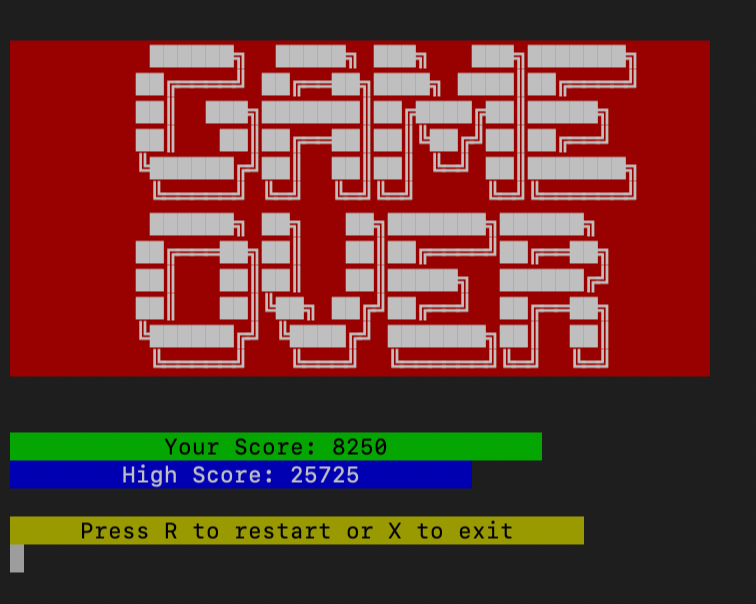 GAME
OVER
Your Score: 8250
High Score: 25725
Press R to restart or X to exit